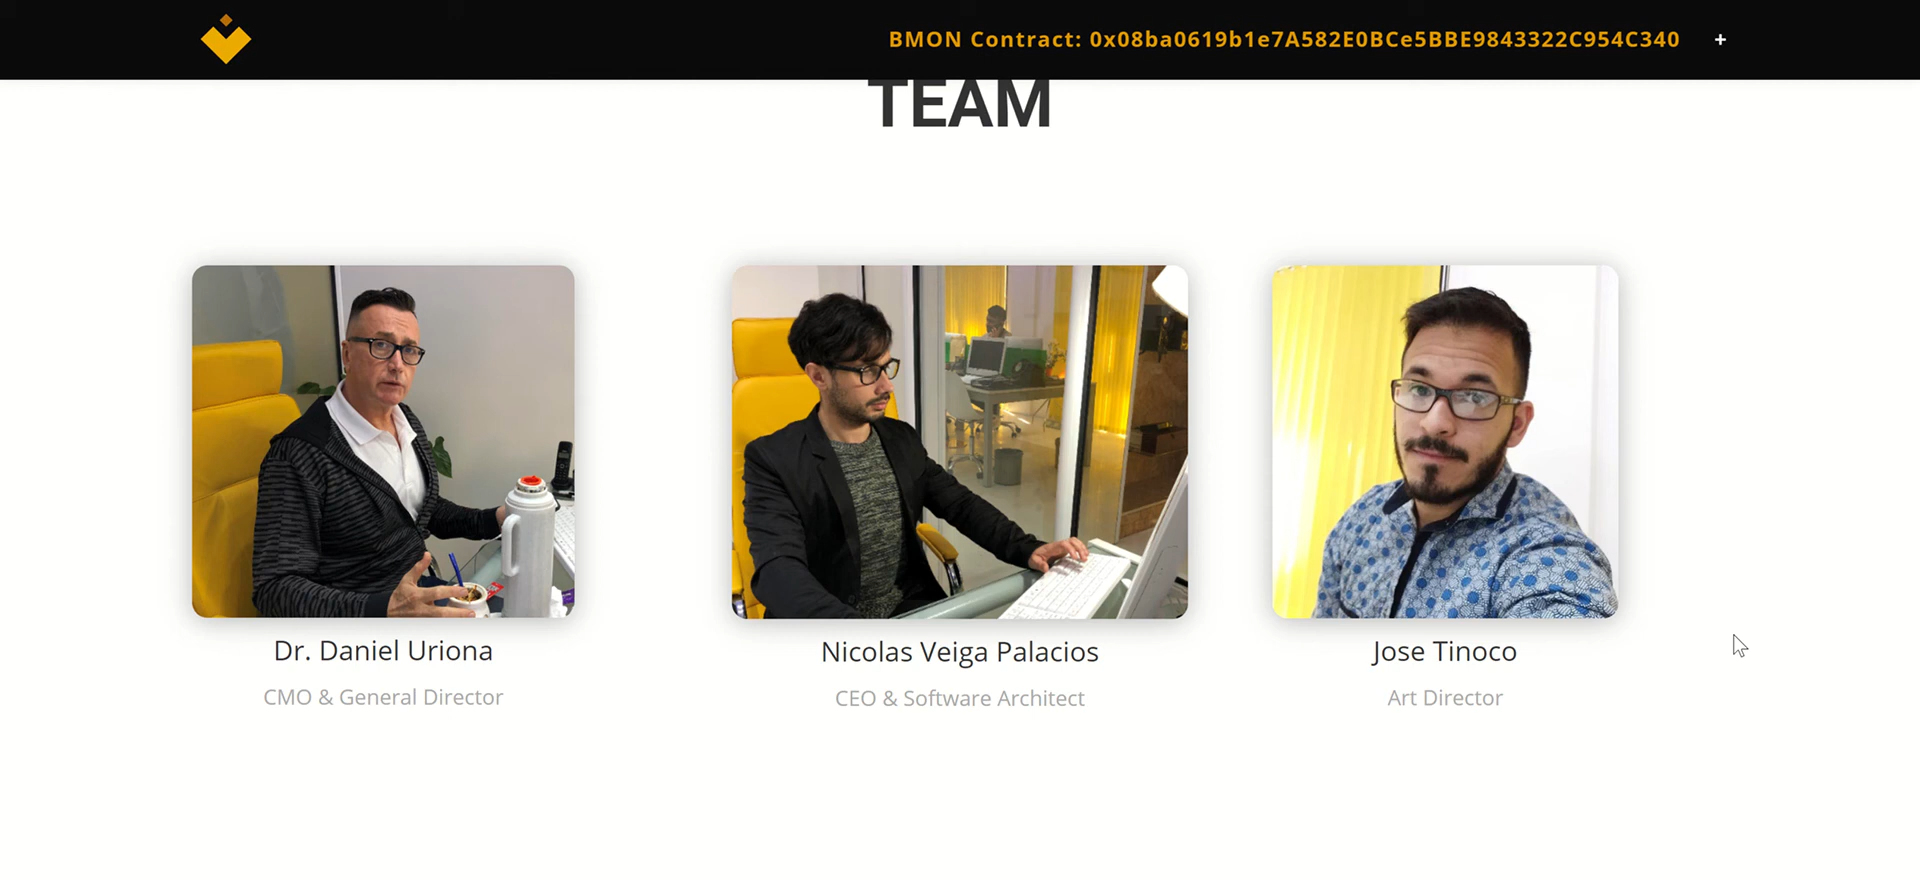 BMON Contract: 0x08ba0619b1e7A582E0BCe5BBE9843322C954C340 +
TEAM
Dr. Daniel Uriona
CMO & General Director
Nicolas Veiga Palacios
CEO & Software Architect
Jose Tinoco
Art Director